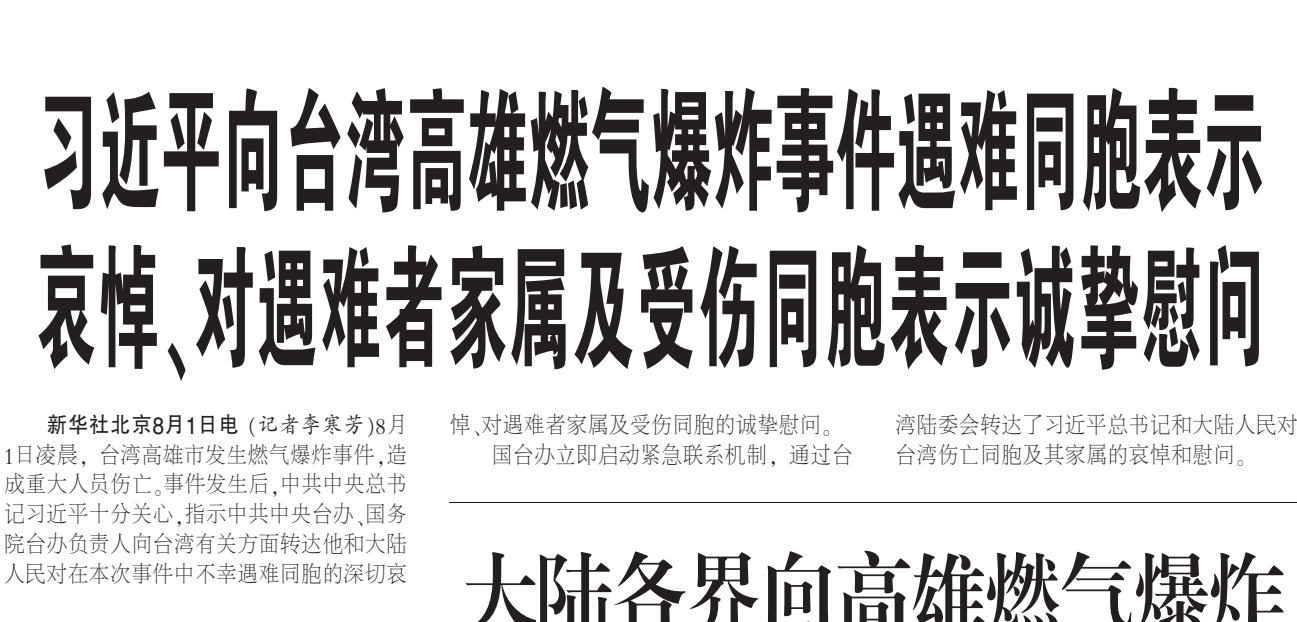 习近平向台湾高雄燃气爆炸事件遇难同胞表示
哀悼、对遇难者家属及受伤同胞表示诚挚慰问
新华社北京8月1日电 (记者李寒芳)8月
1日凌晨，台湾高雄市发生燃气爆炸事件,造
成重大人员伤亡。事件发生后,中共中央总书
记习近平十分关心,指示中共中央台办、国务
院台办负责人向台湾有关方面转达他和大陆
人民对在本次事件中不幸遇难同胞的深切哀
悼、对遇难者家属及受伤同胞的诚挚慰问。
国台办立即启动紧急联系机制，通过台
湾陆委会转达了习近平总书记和大陆人民对
台湾伤亡同胞及其家属的哀悼和慰问。
大陆各界向高雄燃气爆炸